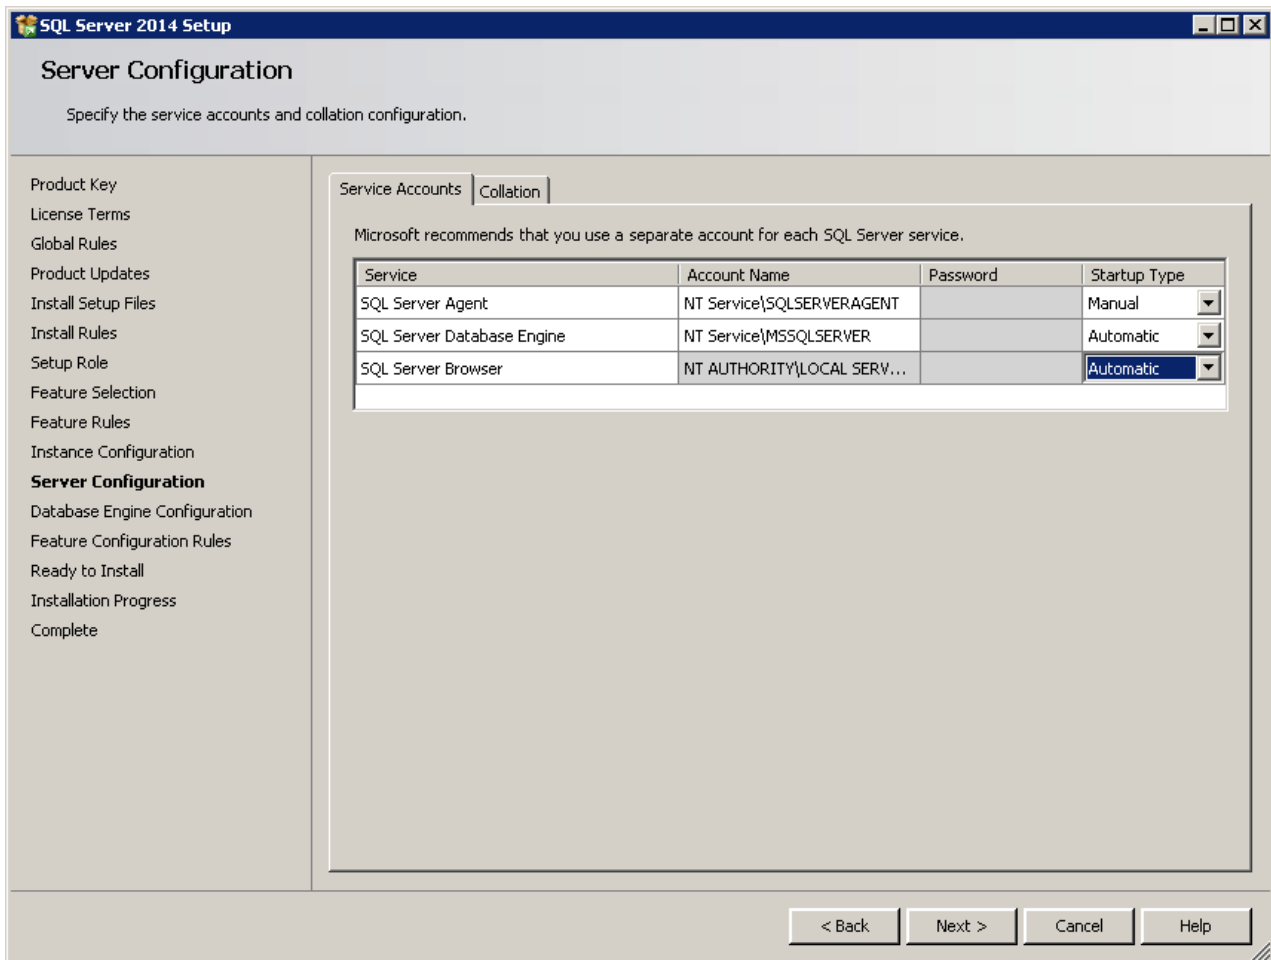 SQL Server 2014 Setup
Server Configuration
Specify the service accounts and collation configuration.
Product Key
License Terms
Global Rules
Product Updates
Install Setup Files
Install Rules
Setup Role
Feature Selection
Feature Rules
Instance Configuration
Server Configuration
Database Engine Configuration
Feature Configuration Rules
Ready to Install
Installation Progress
Complete
Service Accounts Collation
Microsoft recommends that you use a separate account for each SQL Server service.
Service Account Name Password Startup Type
SQL Server Agent NT Service\SQLSERVERAGENT Manual
SQL Server Database Engine NT Service\MSSQLSERVER Automatic
SQL Server Browser NT AUTHORITY\LOCAL SERV... Automatic
< Back Next > Cancel Help